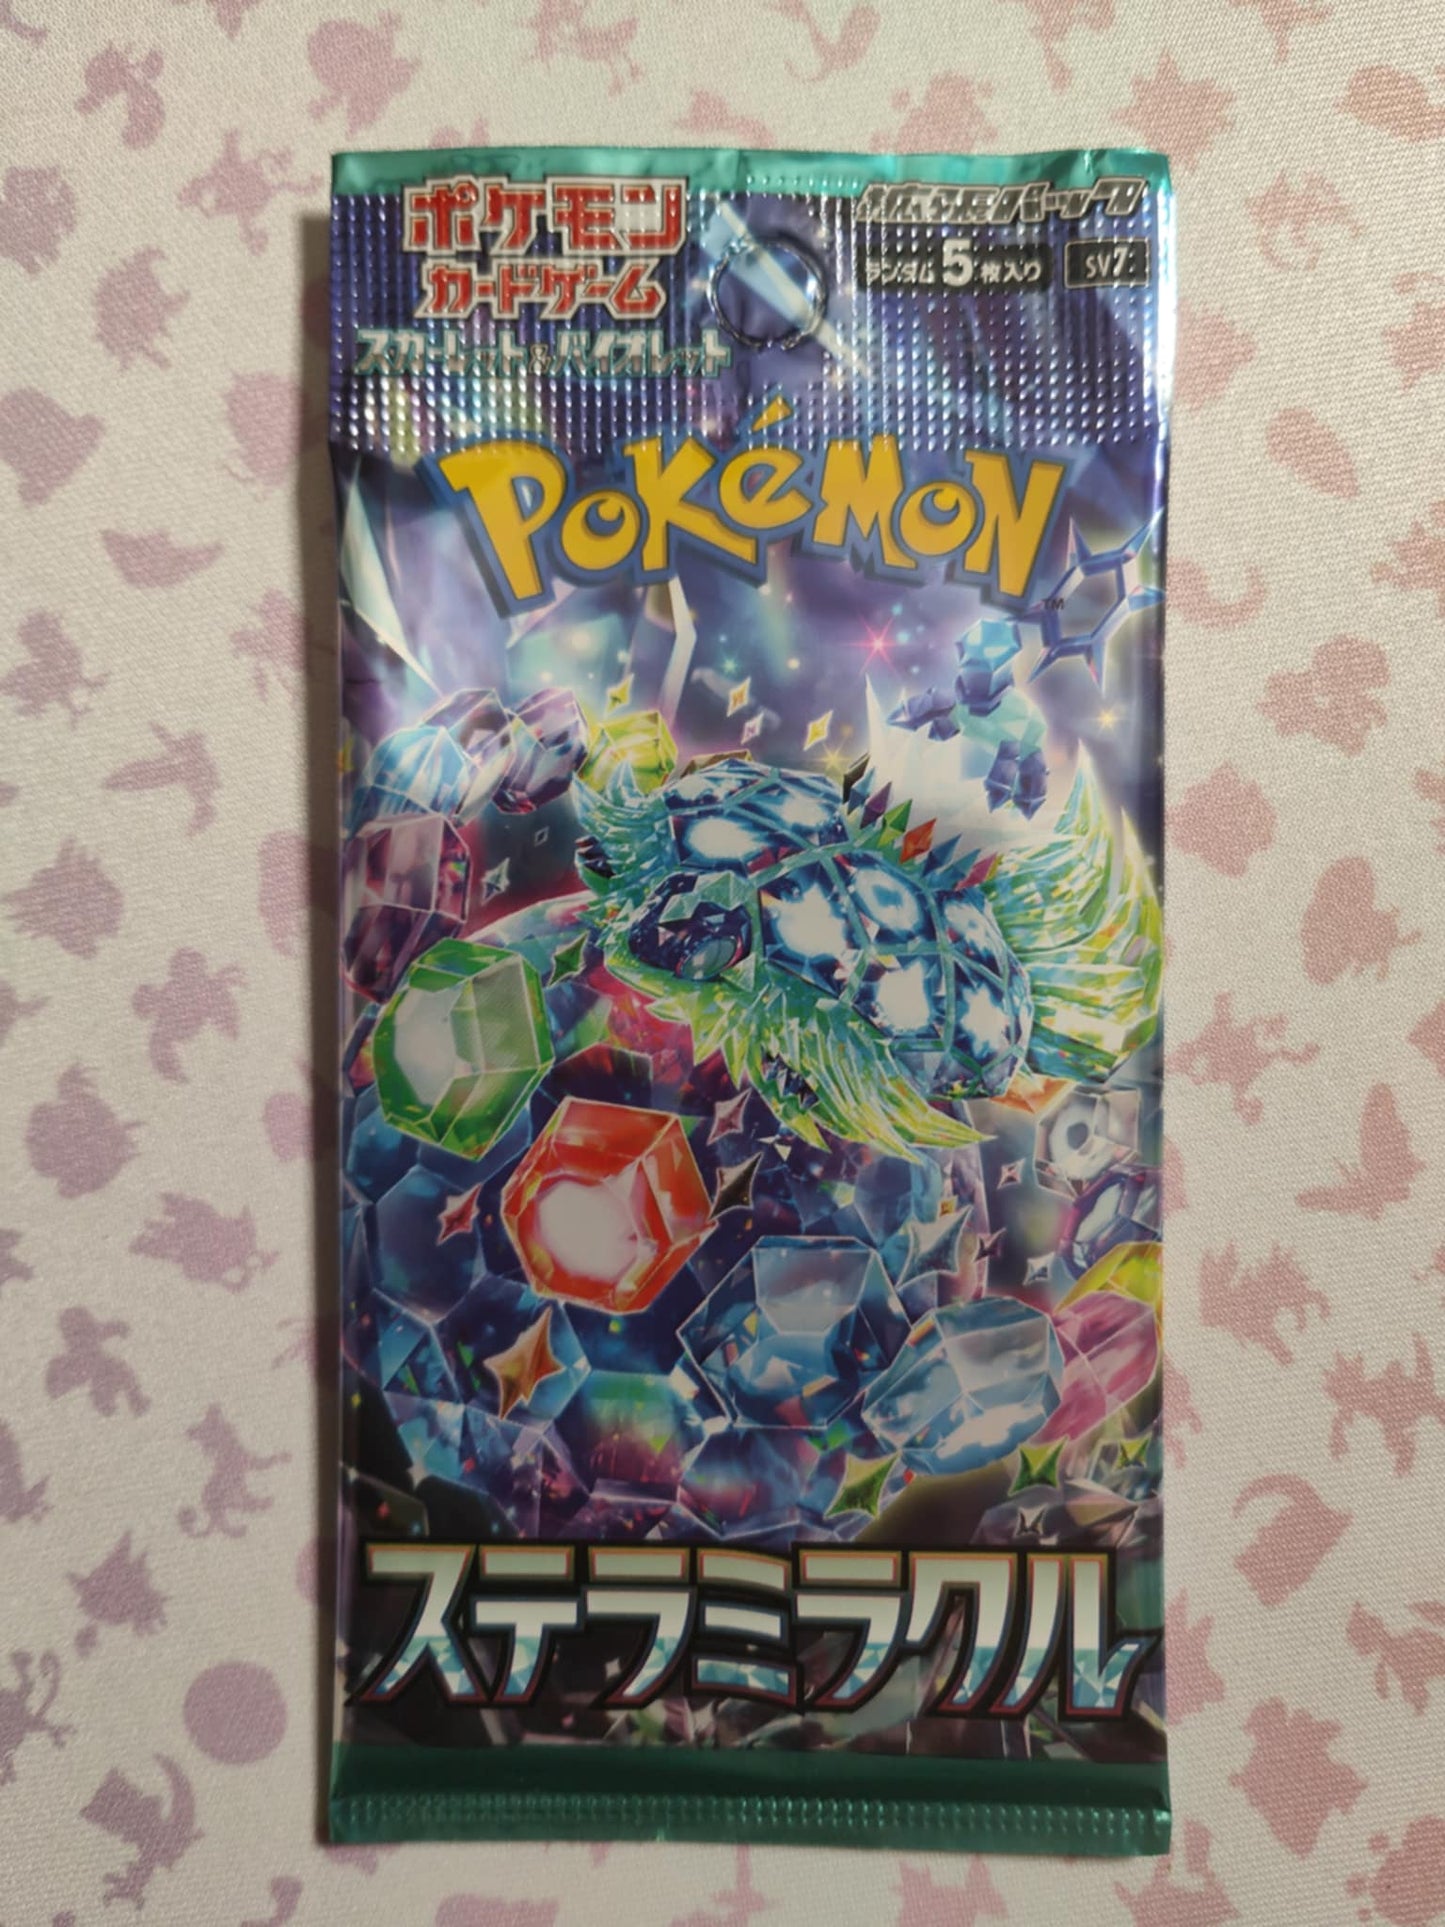 ポケモン
カードゲーム
スカーレット&バイオレット
拡張パック
ランダム5枚入り
SV7
POKéMON
TM
ステラミラクル